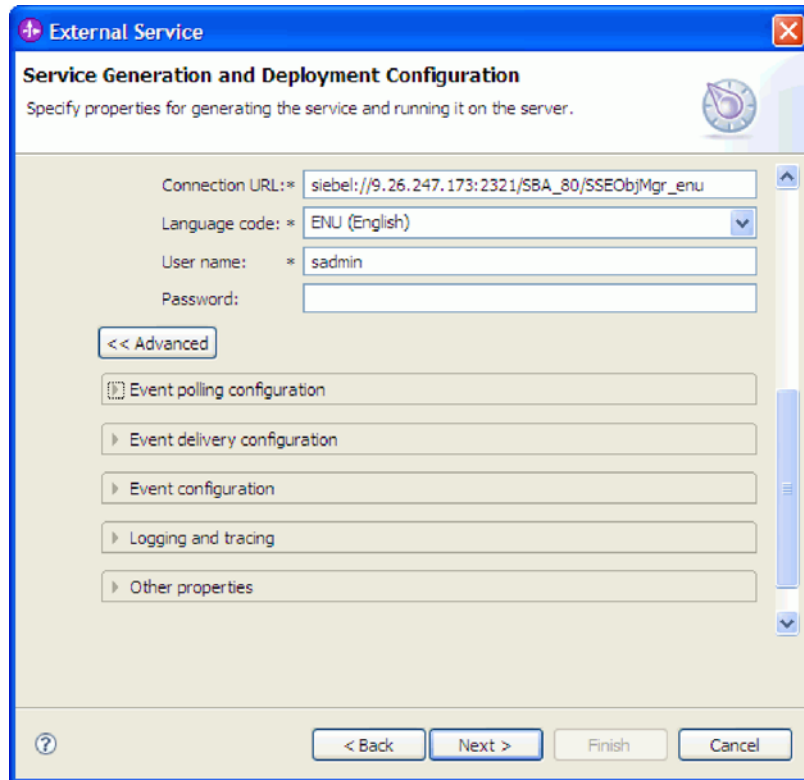 External Service
Service Generation and Deployment Configuration
Specify properties for generating the service and running it on the server.
Connection URL:* siebel://9.26.247.173:2321/SBA_80/SSEObjMgr_enu
Language code: * ENU (English)
User name: * sadmin
Password:
<< Advanced
Event polling configuration
Event delivery configuration
Event configuration
Logging and tracing
Other properties
? < Back Next > Finish Cancel